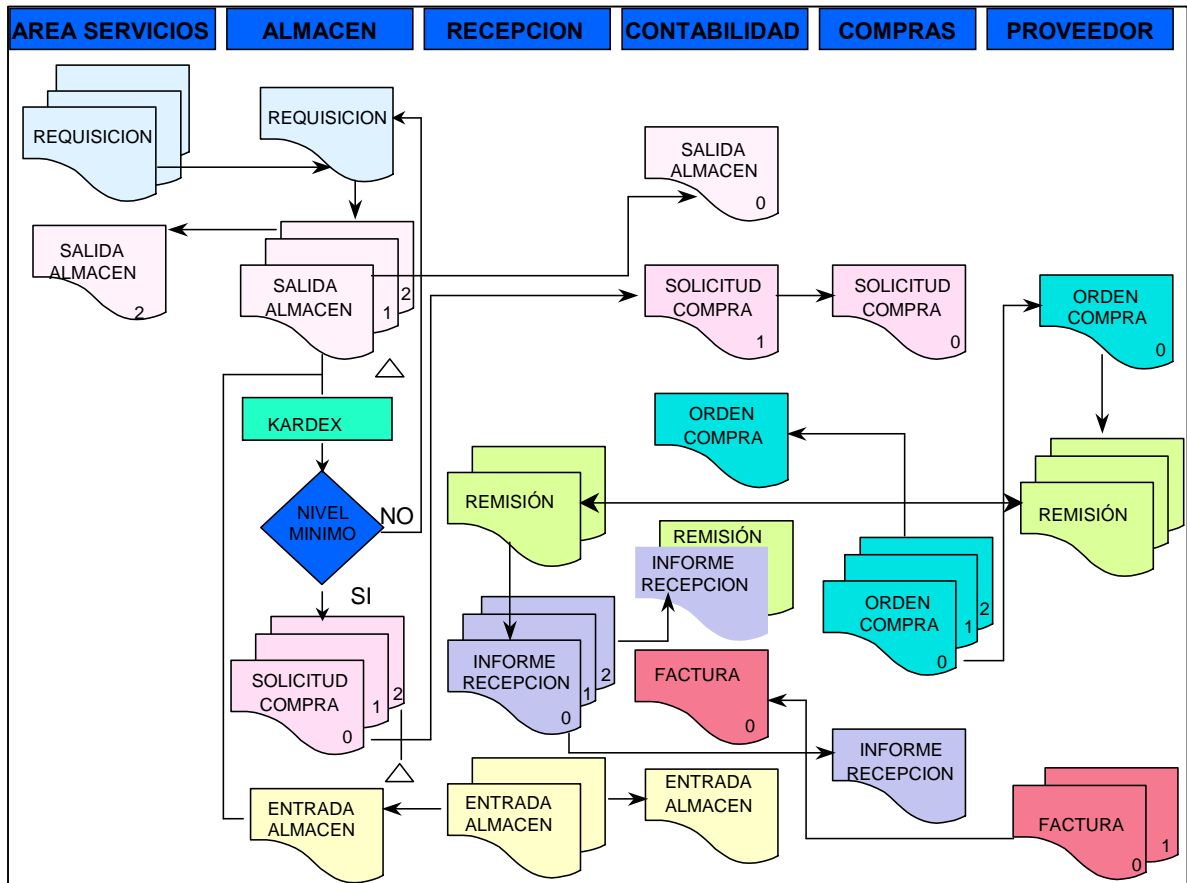 AREA SERVICIOS
ALMACEN
RECEPCION
CONTABILIDAD
COMPRAS
PROVEEDOR
REQUISICION
REQUISICION
SALIDA
ALMACEN
0
SALIDA
ALMACEN
2
SALIDA
ALMACEN
1
2
SOLICITUD
COMPRA
1
SOLICITUD
COMPRA
0
ORDEN
COMPRA
0
KARDEX
ORDEN
COMPRA
NIVEL
MINIMO
NO
SI
REMISIÓN
REMISIÓN
REMISIÓN
INFORME
RECEPCION
ORDEN
COMPRA
0
1
2
SOLICITUD
COMPRA
0
1
2
INFORME
RECEPCION
0
1
2
FACTURA
0
INFORME
RECEPCION
ENTRADA
ALMACEN
ENTRADA
ALMACEN
ENTRADA
ALMACEN
FACTURA
0
1